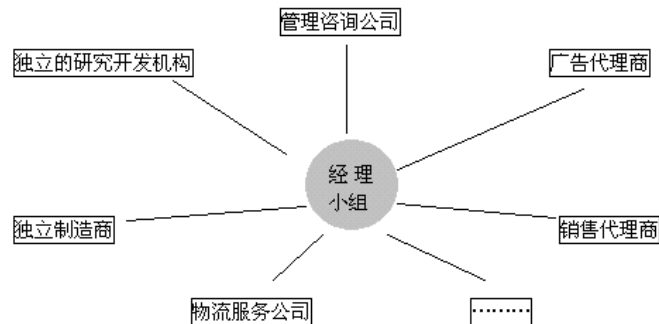 管理咨询公司
独立的研究开发机构
广告代理商
经 理
小组
独立制造商
销售代理商
物流服务公司
………